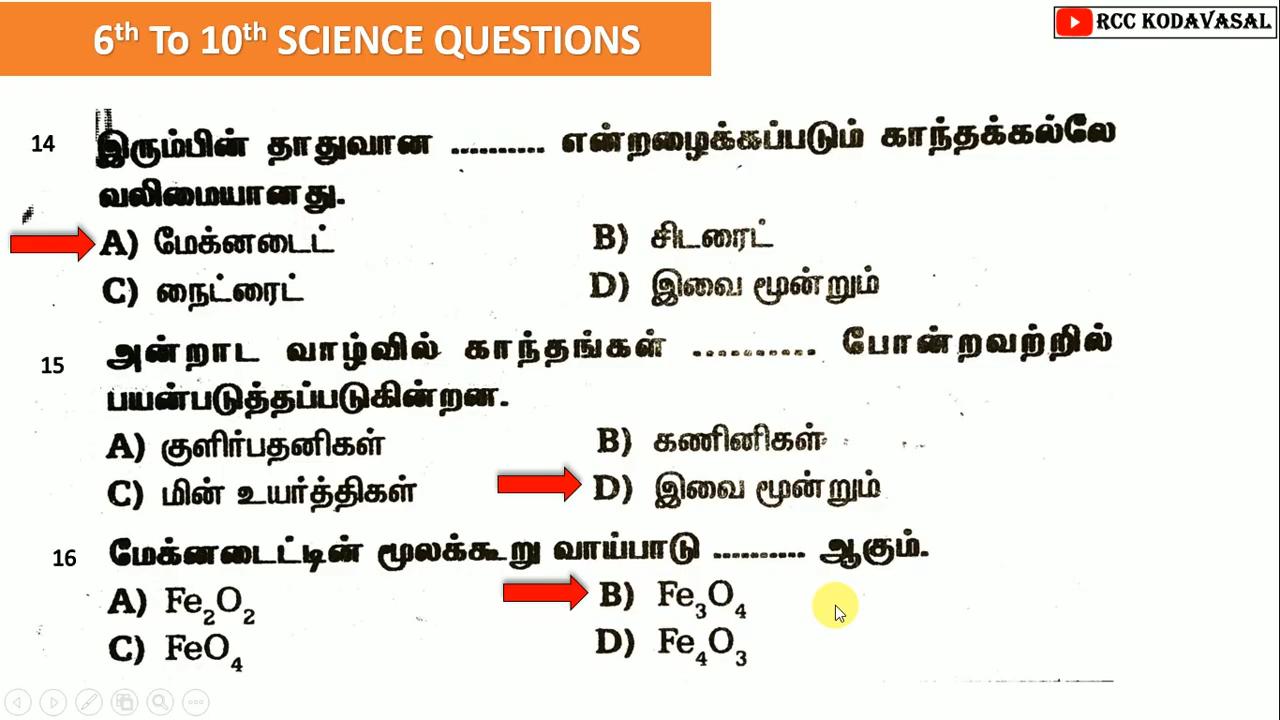 6th To 10th SCIENCE QUESTIONS
RCC KODAVASAL
14 இரும்பின் தாதுவான .......... என்றழைக்கப்படும் காந்தக்கல்லே
வலிமையானது.
A) மேக்னடைட் B) சிடரைட்
C) நைட்ரைட் D) இவை மூன்றும்
15 அன்றாட வாழ்வில் காந்தங்கள் ............ போன்றவற்றில்
பயன்படுத்தப்படுகின்றன.
A) குளிர்பதனிகள் B) கணினிகள்
C) மின் உயர்த்திகள் D) இவை மூன்றும்
16 மேக்னடைட்டின் மூலக்கூறு வாய்பாடு .......... ஆகும்.
A) Fe₂O₂ B) Fe₃O₄
C) FeO₄ D) Fe₄O₃